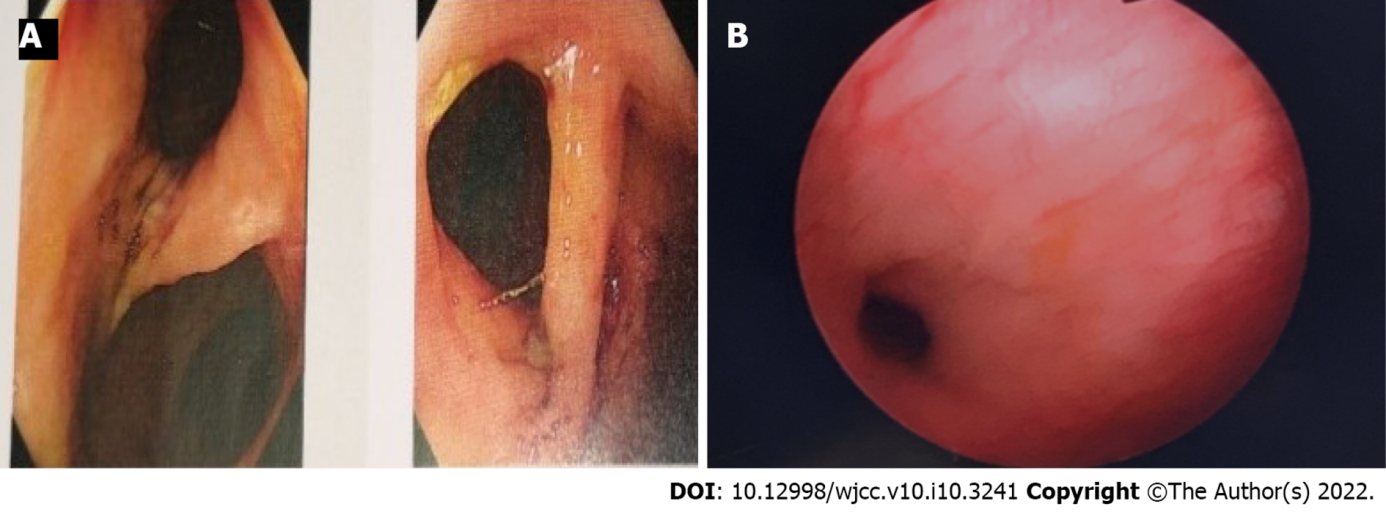 A
B
DOI: 10.12998/wjcc.v10.i10.3241 Copyright ©The Author(s) 2022.